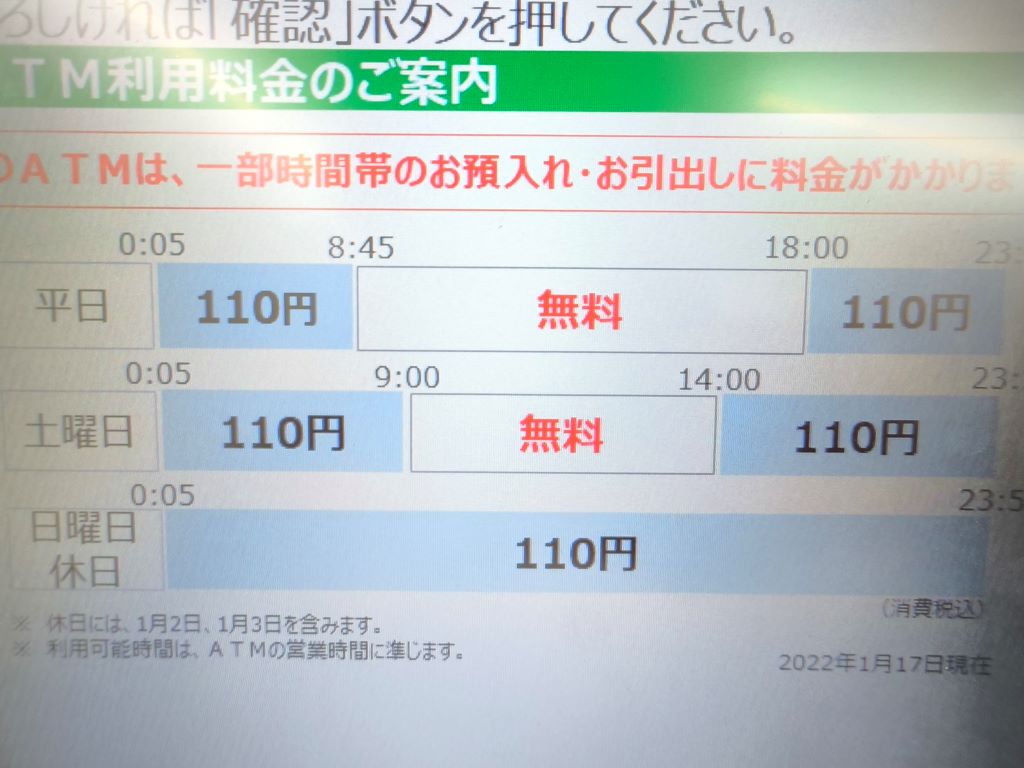 ろしければ「確認」ボタンを押してください。
ＴＭ利用料金のご案内
のＡＴＭは、一部時間帯のお預入れ・お引出しに料金がかかりま
0:05 8:45 18:00 23:
平日 110円 無料 110円
0:05 9:00 14:00 23:
土曜日 110円 無料 110円
0:05 23:5
日曜日
休日 110円
（消費税込）
※ 休日には、1月2日、1月3日を含みます。
※ 利用可能時間は、ＡＴＭの営業時間に準じます。
2022年1月17日現在